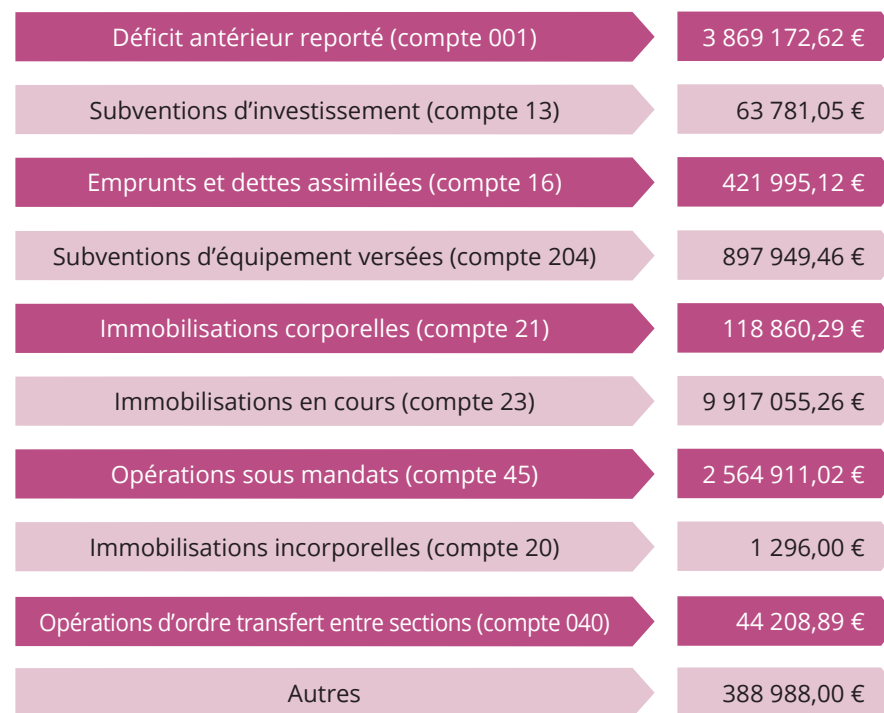 Déficit antérieur reporté (compte 001) 3 869 172,62 €
Subventions d’investissement (compte 13) 63 781,05 €
Emprunts et dettes assimilées (compte 16) 421 995,12 €
Subventions d’équipement versées (compte 204) 897 949,46 €
Immobilisations corporelles (compte 21) 118 860,29 €
Immobilisations en cours (compte 23) 9 917 055,26 €
Opérations sous mandats (compte 45) 2 564 911,02 €
Immobilisations incorporelles (compte 20) 1 296,00 €
Opérations d’ordre transfert entre sections (compte 040) 44 208,89 €
Autres 388 988,00 €